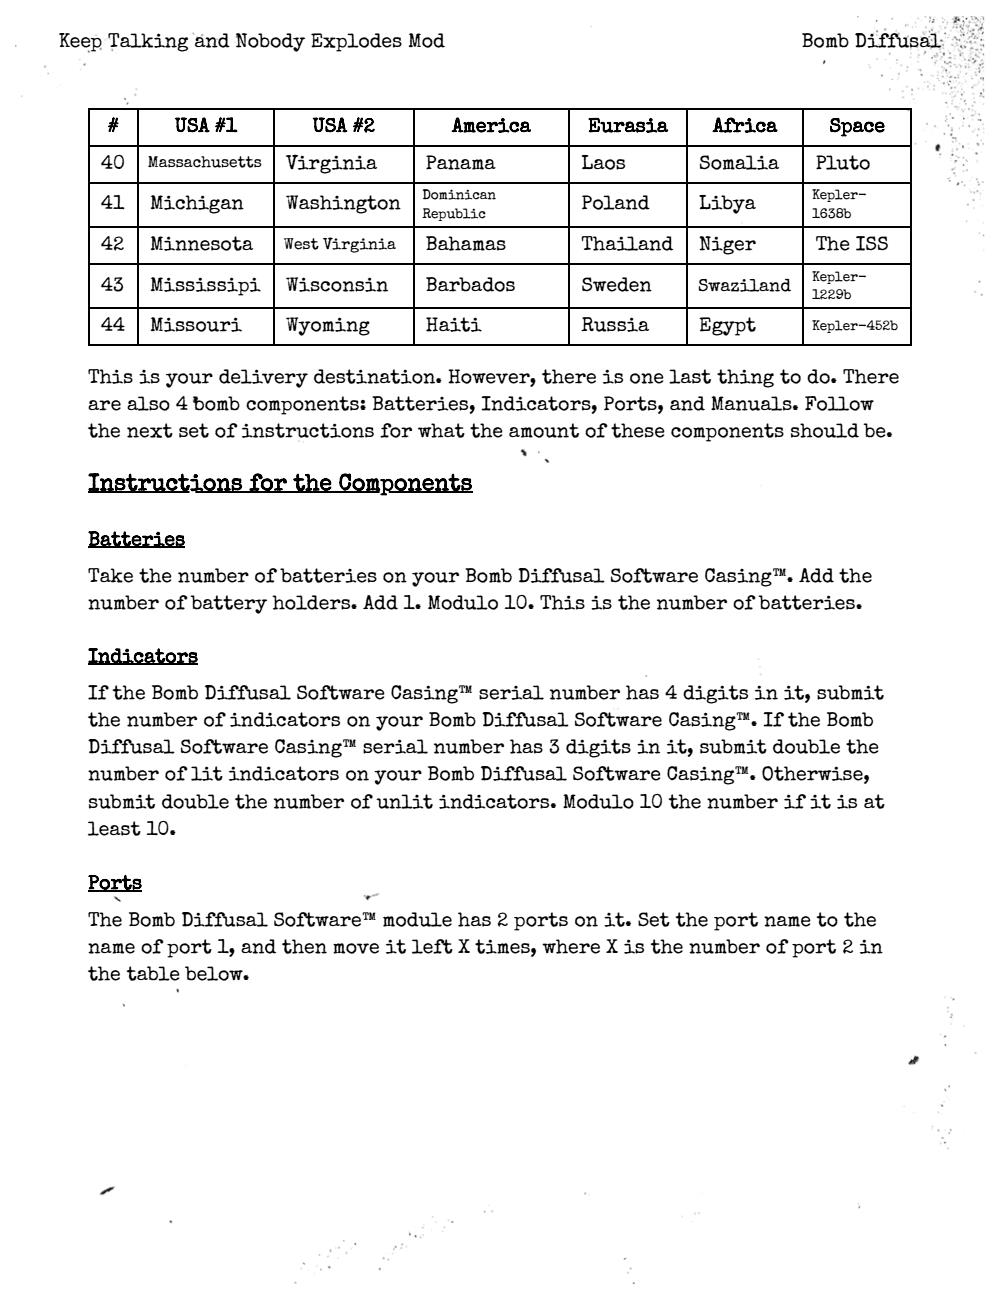 Keep Talking and Nobody Explodes Mod Bomb Diffusal
# USA #1 USA #2 America Eurasia Africa Space
40 Massachusetts Virginia Panama Laos Somalia Pluto
41 Michigan Washington Dominican Republic Poland Libya Kepler-1638b
42 Minnesota West Virginia Bahamas Thailand Niger The ISS
43 Mississipi Wisconsin Barbados Sweden Swaziland Kepler-1229b
44 Missouri Wyoming Haiti Russia Egypt Kepler-452b
This is your delivery destination. However, there is one last thing to do. There
are also 4 bomb components: Batteries, Indicators, Ports, and Manuals. Follow
the next set of instructions for what the amount of these components should be.
Instructions for the Components
Batteries
Take the number of batteries on your Bomb Diffusal Software Casing™. Add the
number of battery holders. Add 1. Modulo 10. This is the number of batteries.
Indicators
If the Bomb Diffusal Software Casing™ serial number has 4 digits in it, submit
the number of indicators on your Bomb Diffusal Software Casing™. If the Bomb
Diffusal Software Casing™ serial number has 3 digits in it, submit double the
number of lit indicators on your Bomb Diffusal Software Casing™. Otherwise,
submit double the number of unlit indicators. Modulo 10 the number if it is at
least 10.
Ports
The Bomb Diffusal Software™ module has 2 ports on it. Set the port name to the
name of port 1, and then move it left X times, where X is the number of port 2 in
the table below.